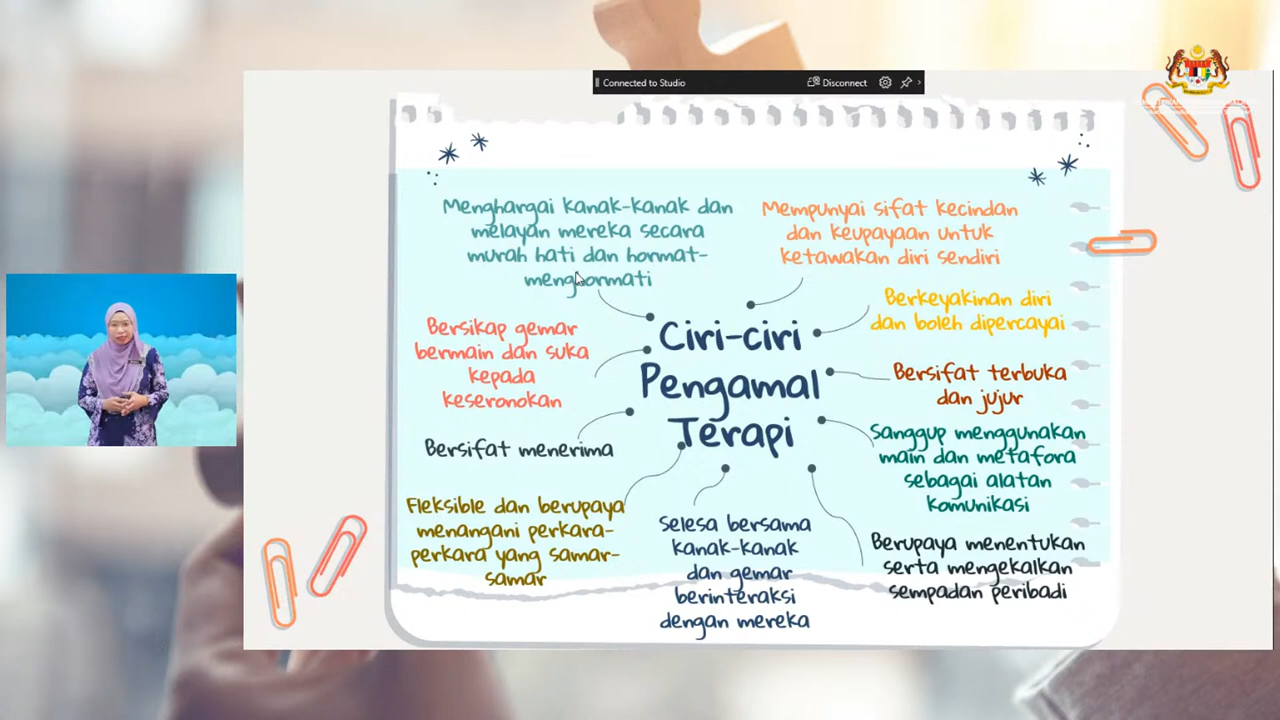 Connected to Studio
Disconnect
Menghargai kanak-kanak dan
melayan mereka secara
murah hati dan hormat-
menghormati
Mempunyai sifat kecindan
dan keupayaan untuk
ketawakan diri sendiri
Berkeyakinan diri
dan boleh dipercayai
Bersikap gemar
bermain dan suka
kepada
keseronokan
Ciri-ciri
Pengamal
Terapi
Bersifat terbuka
dan jujur
Bersifat menerima
Sanggup menggunakan
main dan metafora
sebagai alatan
komunikasi
Fleksible dan berupaya
menangani perkara-
perkara yang samar-
samar
Selesa bersama
kanak-kanak
dan gemar
berinteraksi
dengan mereka
Berupaya menentukan
serta mengekalkan
sempadan peribadi